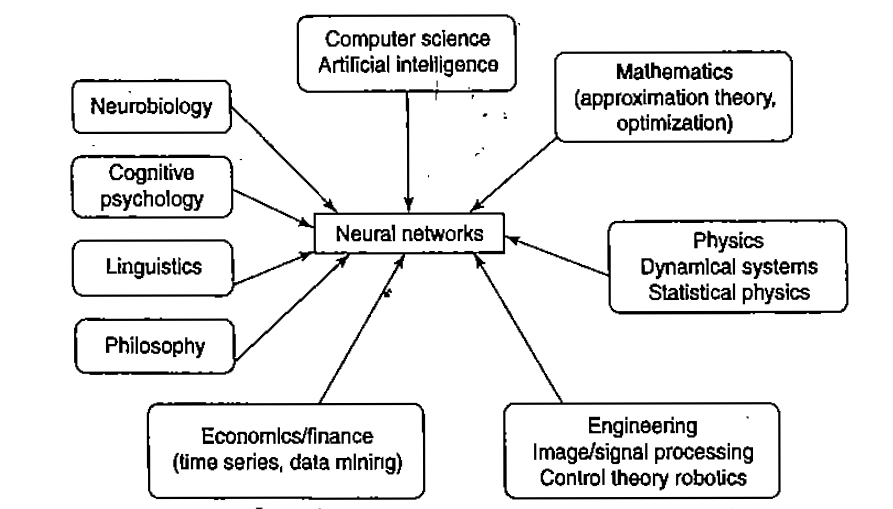 Computer science
Artificial intelligence
Mathematics
(approximation theory,
optimization)
Neurobiology
Cognitive
psychology
Neural networks
Linguistics
Physics
Dynamical systems
Statistical physics
Philosophy
Economics/finance
(time series, data mining)
Engineering
Image/signal processing
Control theory robotics